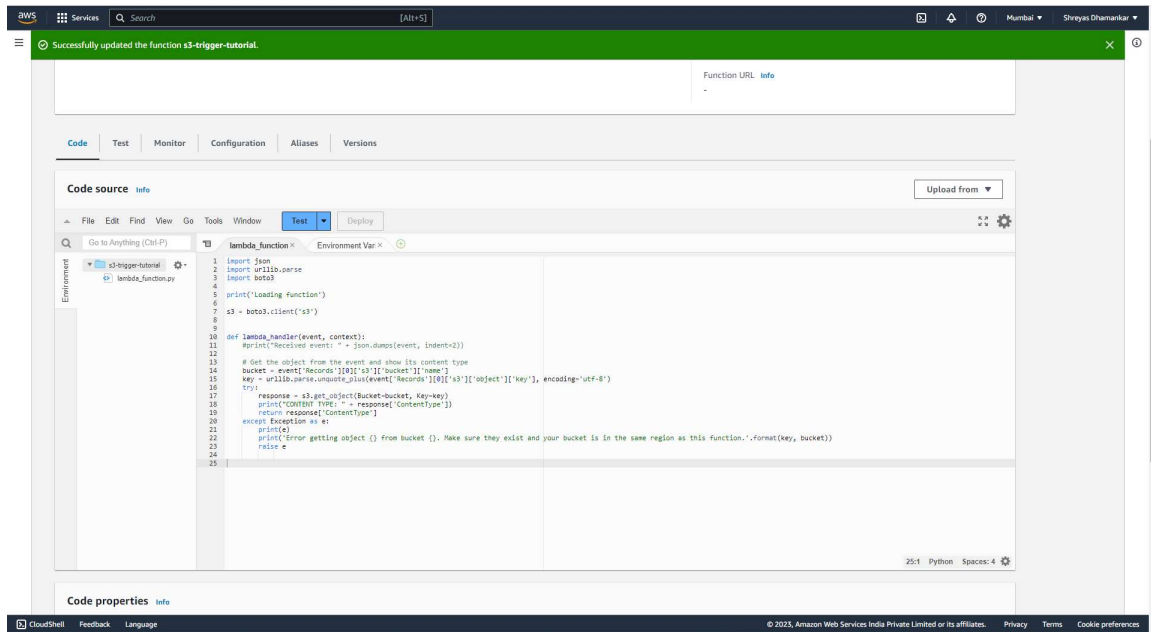 aws Services Search [Alt+S] Mumbai Shreyas Dhamankar
Successfully updated the function s3-trigger-tutorial.
Function URL Info
-
Code Test Monitor Configuration Aliases Versions
Code source Info Upload from
File Edit Find View Go Tools Window Test Deploy
Go to Anything (Ctrl-P) lambda_function × Environment Var ×
Environment
s3-trigger-tutorial
lambda_function.py
1 import json
2 import urllib.parse
3 import boto3
4
5 print('Loading function')
6
7 s3 = boto3.client('s3')
8
9
10 def lambda_handler(event, context):
11 #print("Received event: " + json.dumps(event, indent=2))
12
13 # Get the object from the event and show its content type
14 bucket = event['Records'][0]['s3']['bucket']['name']
15 key = urllib.parse.unquote_plus(event['Records'][0]['s3']['object']['key'], encoding='utf-8')
16 try:
17 response = s3.get_object(Bucket=bucket, Key=key)
18 print("CONTENT TYPE: " + response['ContentType'])
19 return response['ContentType']
20 except Exception as e:
21 print(e)
22 print('Error getting object {} from bucket {}. Make sure they exist and your bucket is in the same region as this function.'.format(key, bucket))
23 raise e
24
25
25:1 Python Spaces: 4
Code properties Info
CloudShell Feedback Language © 2023, Amazon Web Services India Private Limited or its affiliates. Privacy Terms Cookie preferences